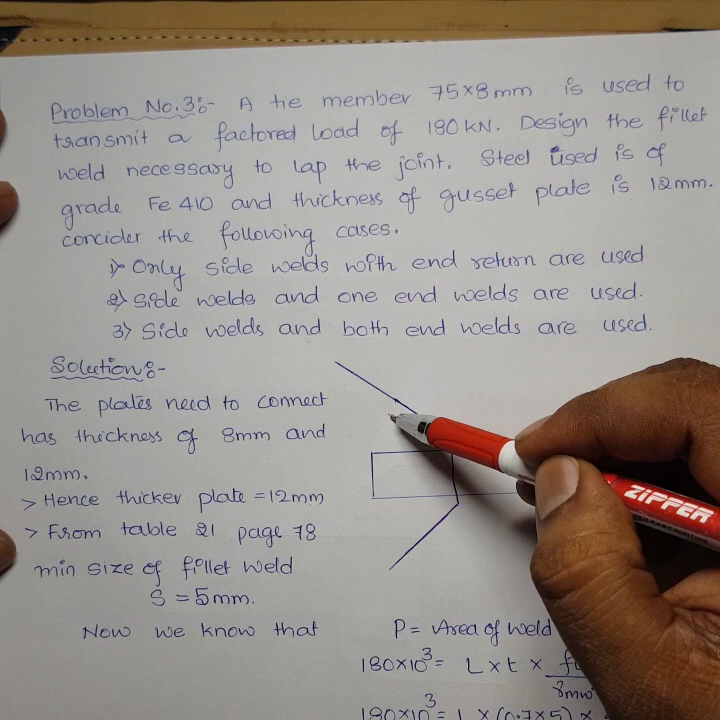 Problem No.3:- A tie member 75×8mm is used to
transmit a factored load of 180 kN. Design the fillet
weld necessary to lap the joint. Steel used is of
grade Fe 410 and thickness of gusset plate is 12mm.
concider the following cases.
1> Only side welds with end return are used
2> Side welds and one end welds are used.
3> Side welds and both end welds are used.
Solution:-
The plates need to connect
has thickness of 8mm and
12mm.
> Hence thicker plate = 12mm
> From table 21 page 78
min size of fillet weld
S = 5mm.
Now we know that
P = Area of weld
180×10³ = L × t ×
180×10³ = L × (0.7×5) ×
ZIPPER